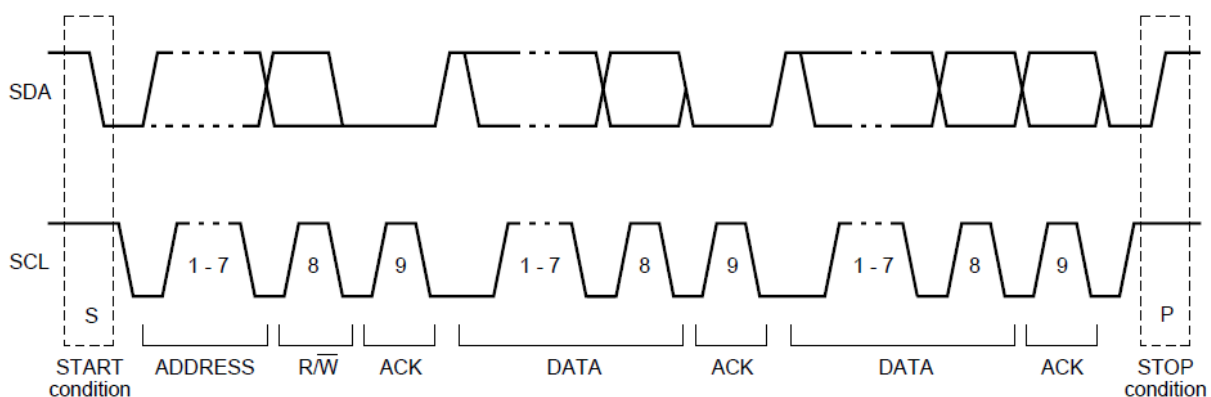 SDA
SCL
1 - 7
8
9
1 - 7
8
9
1 - 7
8
9
S
P
START
condition
ADDRESS
R/W̅
ACK
DATA
ACK
DATA
ACK
STOP
condition